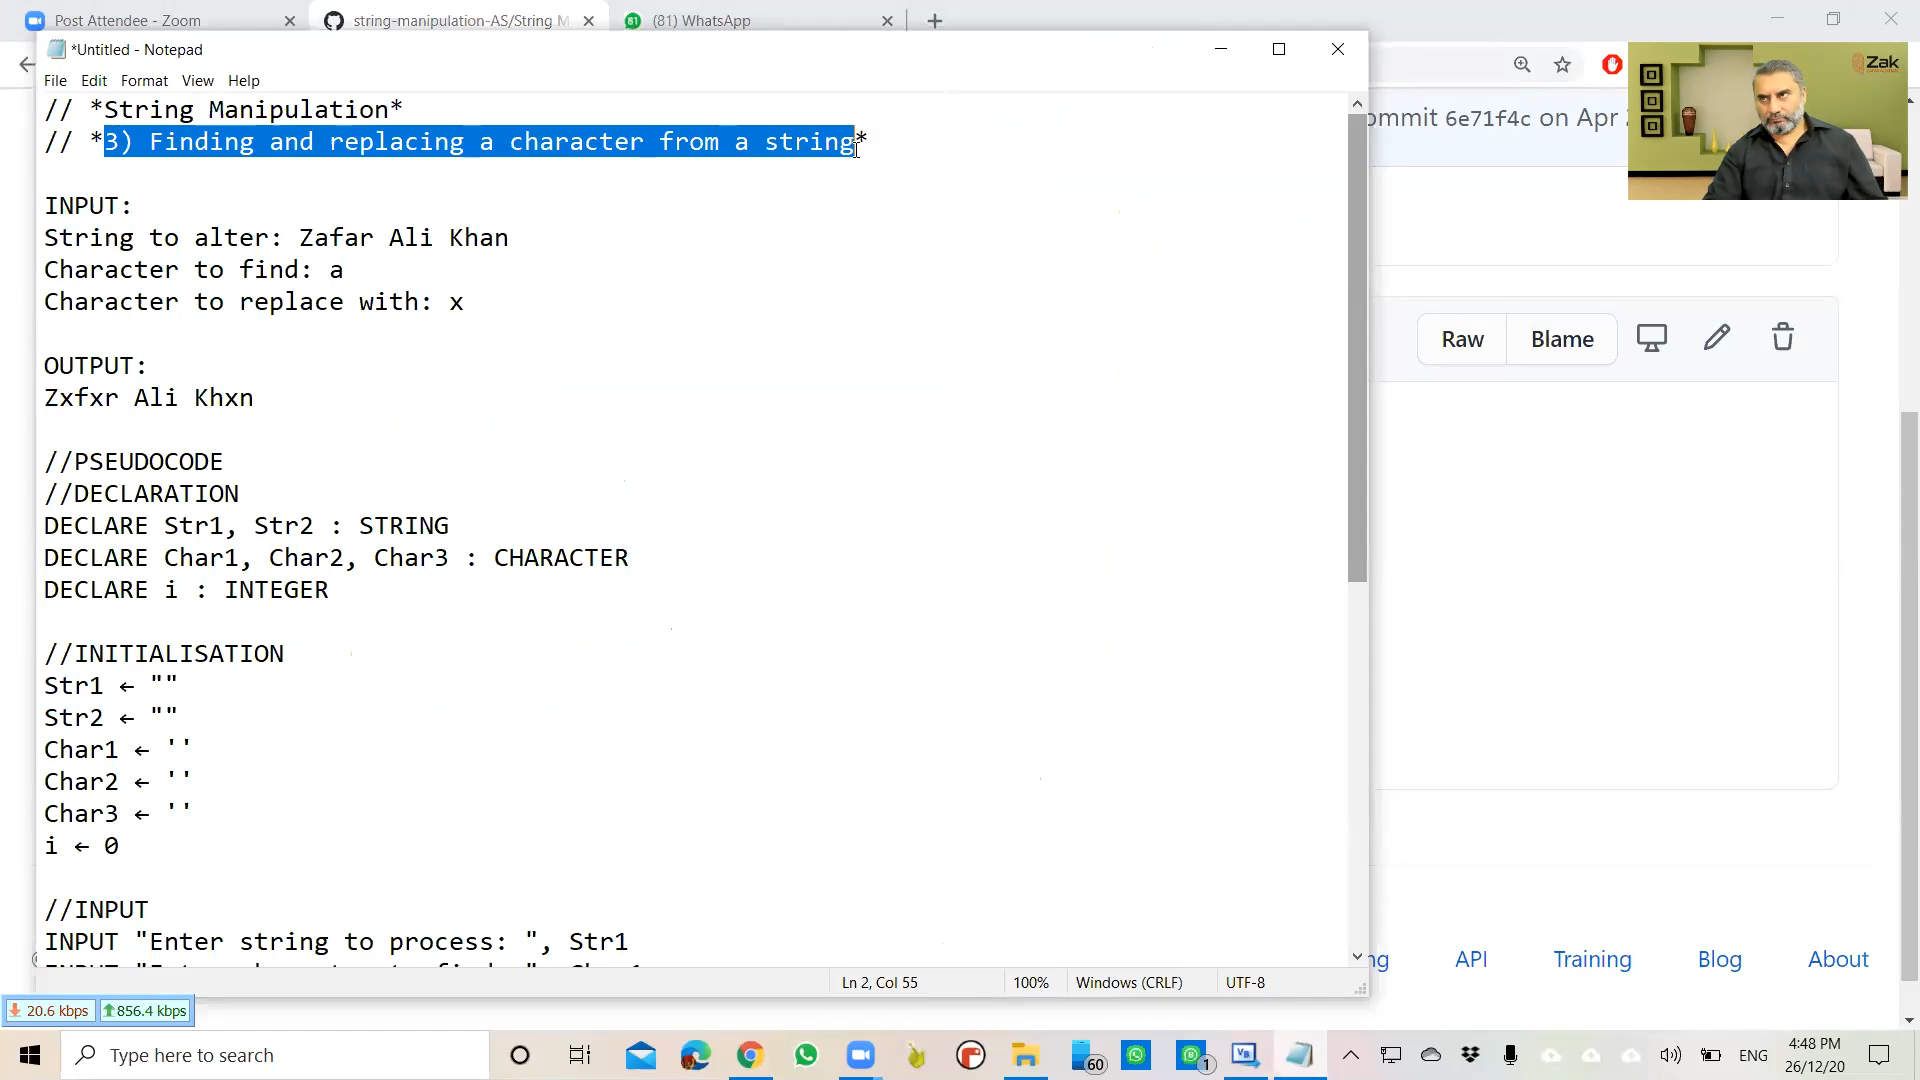 Post Attendee - Zoom
string-manipulation-AS/String M
(81) WhatsApp
*Untitled - Notepad
File Edit Format View Help
Zak
// *String Manipulation*
// *3) Finding and replacing a character from a string*
INPUT:
String to alter: Zafar Ali Khan
Character to find: a
Character to replace with: x
OUTPUT:
Zxfxr Ali Khxn
//PSEUDOCODE
//DECLARATION
DECLARE Str1, Str2 : STRING
DECLARE Char1, Char2, Char3 : CHARACTER
DECLARE i : INTEGER
//INITIALISATION
Str1 ← ""
Str2 ← ""
Char1 ← ''
Char2 ← ''
Char3 ← ''
i ← 0
//INPUT
INPUT "Enter string to process: ", Str1
ommit 6e71f4c on Apr
Raw Blame
ng API Training Blog About
Ln 2, Col 55 100% Windows (CRLF) UTF-8
20.6 kbps 856.4 kbps
Type here to search
60
1
ENG
4:48 PM
26/12/20